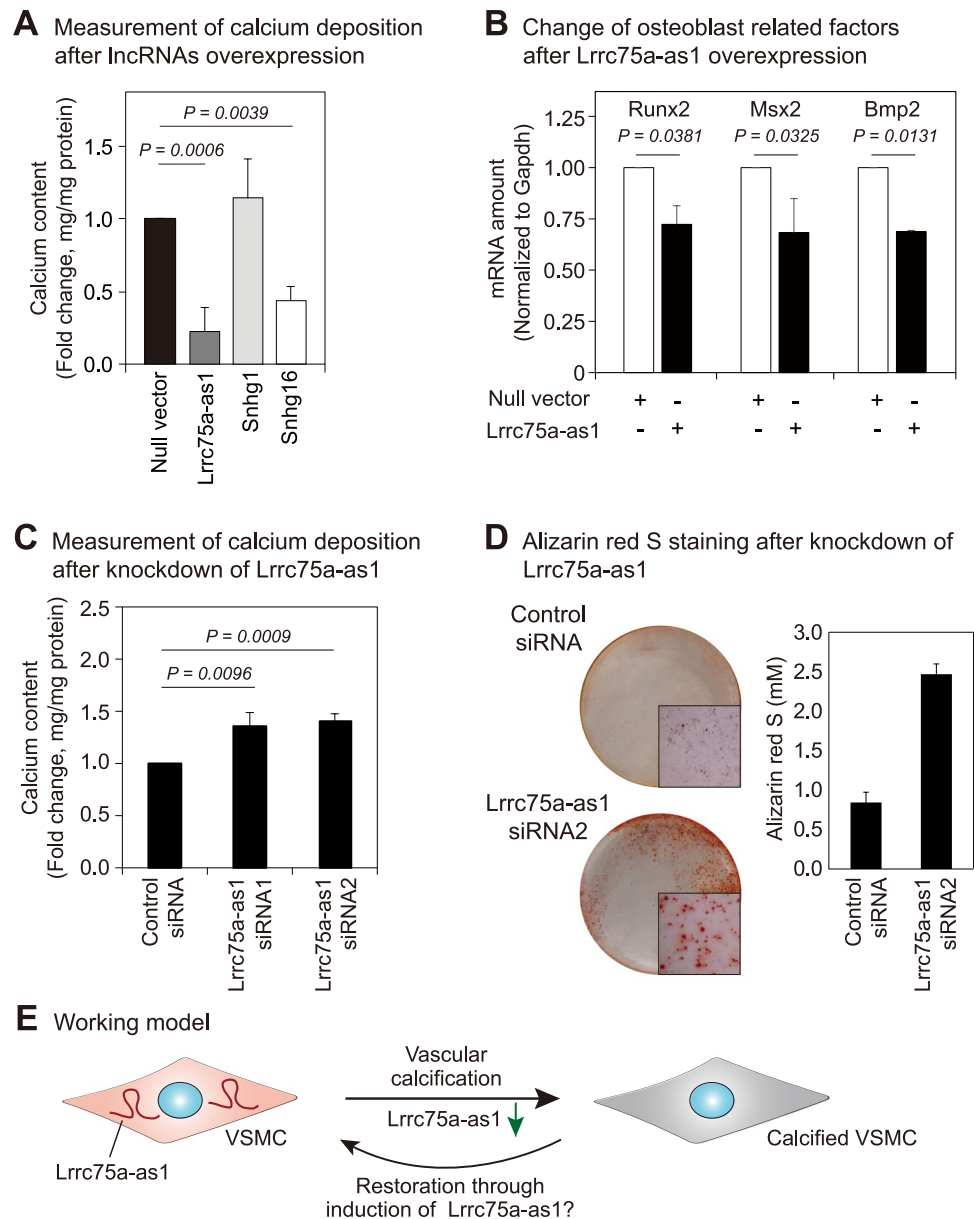 A Measurement of calcium deposition
after lncRNAs overexpression
Calcium content
(Fold change, mg/mg protein)
1.5
1.0
0.5
0.0
P = 0.0039
P = 0.0006
Null vector
Lrrc75a-as1
Snhg1
Snhg16
B Change of osteoblast related factors
after Lrrc75a-as1 overexpression
mRNA amount
(Normalized to Gapdh)
1.25
1.00
0.75
0.50
0.25
0
Runx2 Msx2 Bmp2
P = 0.0381 P = 0.0325 P = 0.0131
Null vector + - + - + -
Lrrc75a-as1 - + - + - +
C Measurement of calcium deposition
after knockdown of Lrrc75a-as1
Calcium content
(Fold change, mg/mg protein)
2.5
2.0
1.5
1.0
0.5
0.0
P = 0.0009
P = 0.0096
Control
siRNA
Lrrc75a-as1
siRNA1
Lrrc75a-as1
siRNA2
D Alizarin red S staining after knockdown of
Lrrc75a-as1
Control
siRNA
Lrrc75a-as1
siRNA2
Alizarin red S (mM)
3.0
2.5
2.0
1.5
1.0
0.5
0.0
Control
siRNA
Lrrc75a-as1
siRNA2
E Working model
Lrrc75a-as1
VSMC
Vascular
calcification
Lrrc75a-as1
Restoration through
induction of Lrrc75a-as1?
Calcified VSMC